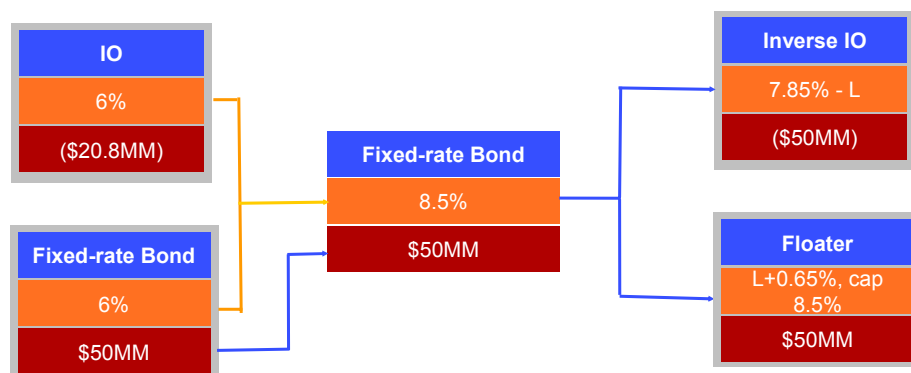 IO
6%
($20.8MM)
Fixed-rate Bond
6%
$50MM
Fixed-rate Bond
8.5%
$50MM
Inverse IO
7.85% - L
($50MM)
Floater
L+0.65%, cap
8.5%
$50MM